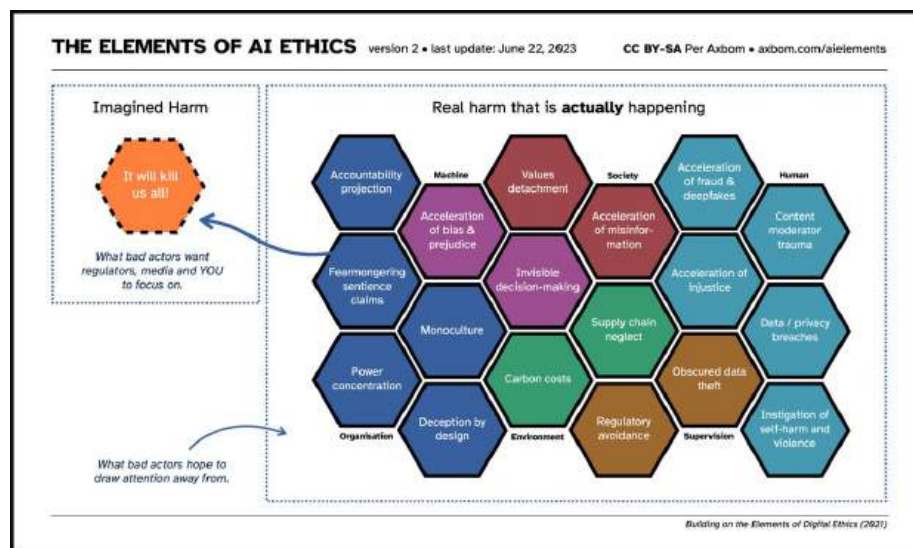 THE ELEMENTS OF AI ETHICS version 2 • last update: June 22, 2023 CC BY-SA Per Axbom • axbom.com/aielements
Imagined Harm
It will kill
us all!
What bad actors want
regulators, media and YOU
to focus on.
What bad actors hope to
draw attention away from.
Real harm that is actually happening
Accountability
projection
Fearmongering
sentience
claims
Power
concentration
Organisation
Machine
Acceleration
of bias &
prejudice
Monoculture
Deception by
design
Values
detachment
Invisible
decision-making
Carbon costs
Environment
Society
Acceleration
of misinfor-
mation
Supply chain
neglect
Regulatory
avoidance
Acceleration
of fraud &
deepfakes
Acceleration of
injustice
Obscured data
theft
Supervision
Human
Content
moderator
trauma
Data / privacy
breaches
Instigation of
self-harm and
violence
Building on the Elements of Digital Ethics (2021)